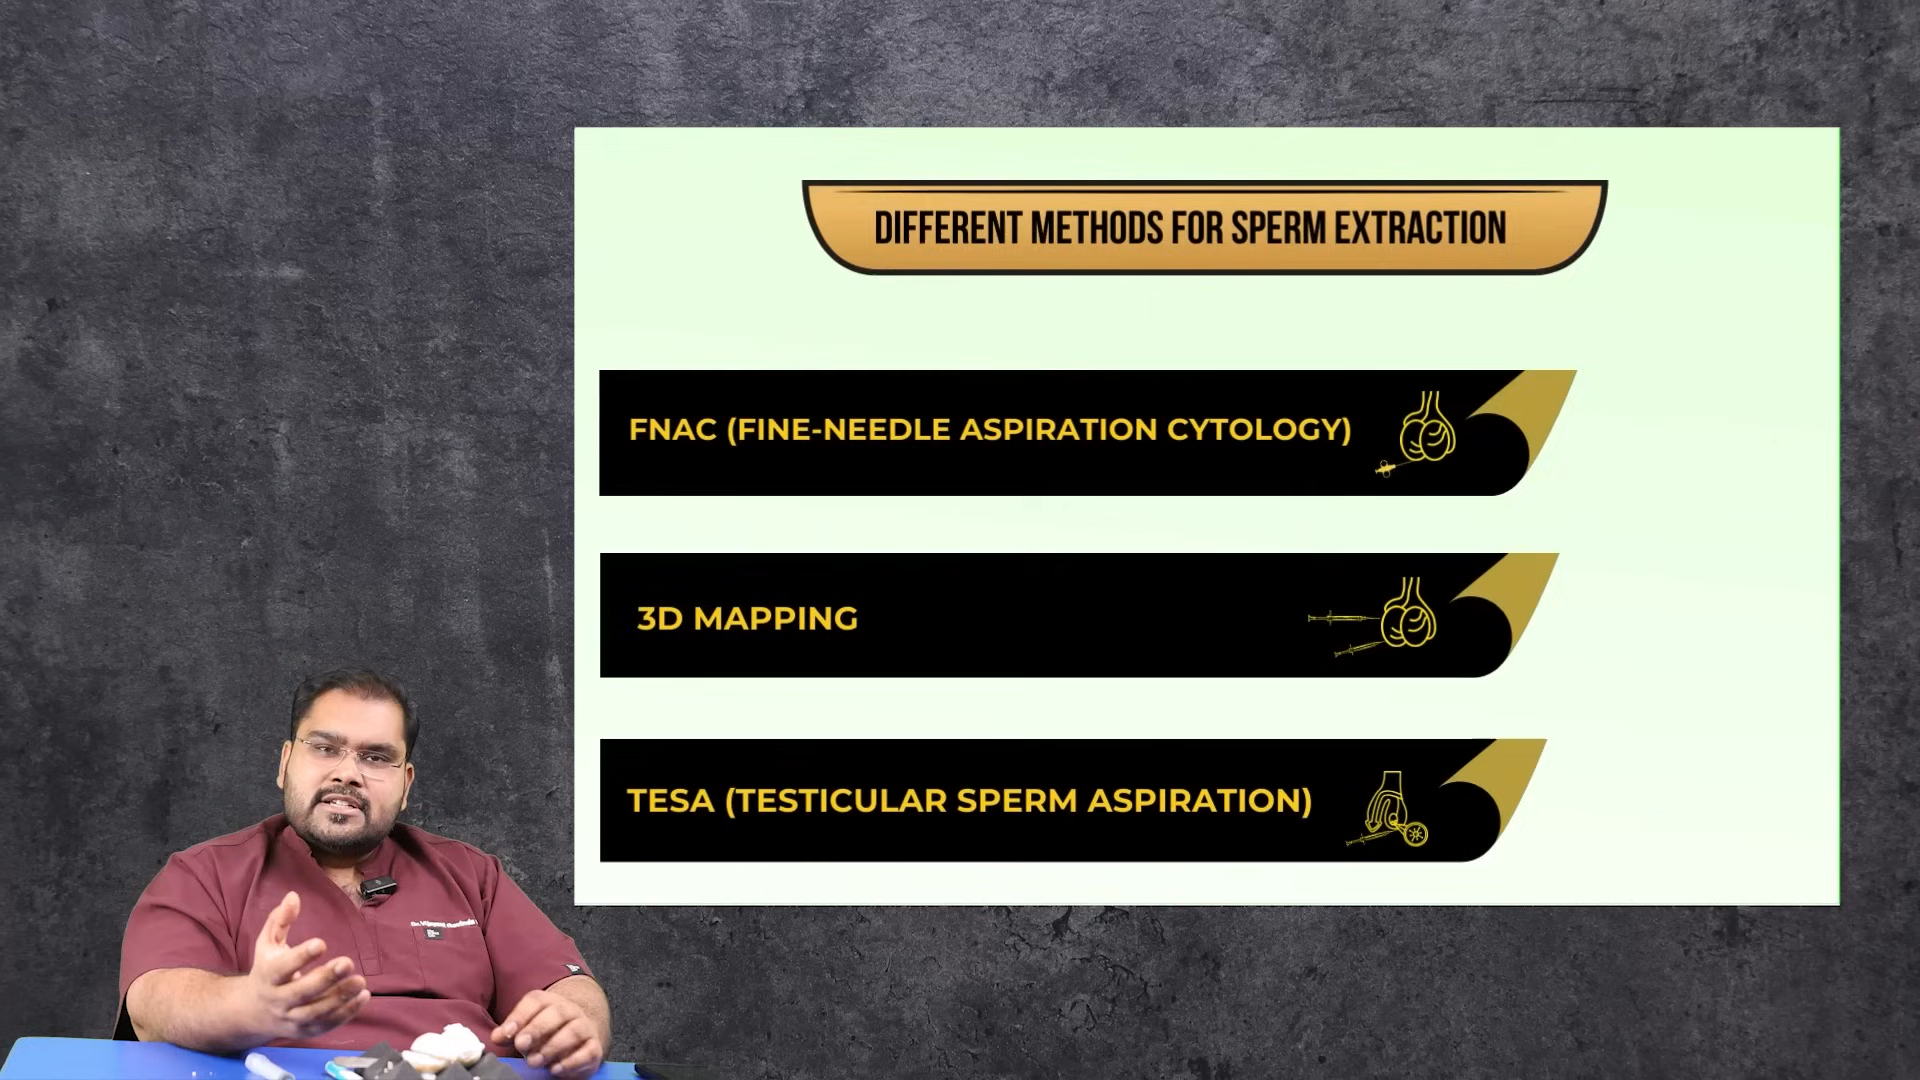 DIFFERENT METHODS FOR SPERM EXTRACTION
FNAC (FINE-NEEDLE ASPIRATION CYTOLOGY)
3D MAPPING
TESA (TESTICULAR SPERM ASPIRATION)